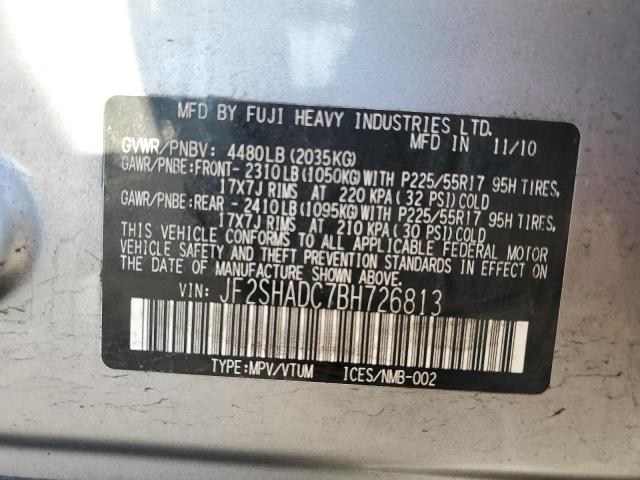 MFD BY FUJI HEAVY INDUSTRIES LTD.
MFD IN 11/10
GVWR/PNBV: 4480LB(2035KG)
GAWR/PNBE:FRONT- 2310LB(1050KG)WITH P225/55R17 95H TIRES,
17X7J RIMS AT 220 KPA( 32 PSI)COLD
GAWR/PNBE:REAR - 2410LB(1095KG)WITH P225/55R17 95H TIRES,
17X7J RIMS AT 210 KPA( 30 PSI)COLD
THIS VEHICLE CONFORMS TO ALL APPLICABLE FEDERAL MOTOR
VEHICLE SAFETY AND THEFT PREVENTION STANDARDS IN EFFECT ON
THE DATE OF MANUFACTURE SHOWN ABOVE.
VIN: JF2SHADC7BH726813
TYPE:MPV/VTUM ICES/NMB-002